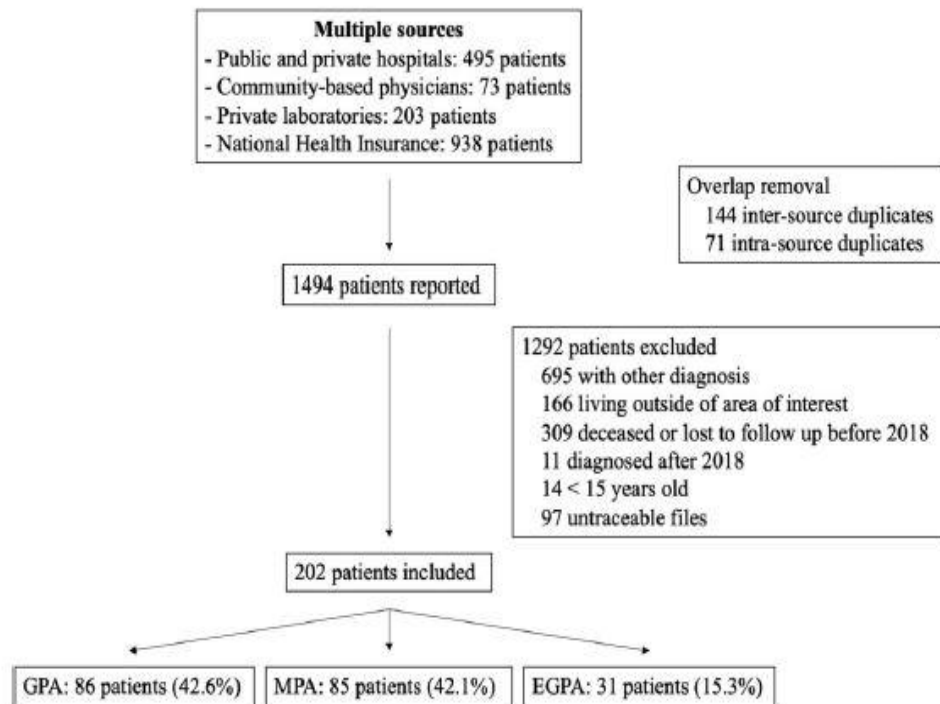 Multiple sources
- Public and private hospitals: 495 patients
- Community-based physicians: 73 patients
- Private laboratories: 203 patients
- National Health Insurance: 938 patients
Overlap removal
144 inter-source duplicates
71 intra-source duplicates
1494 patients reported
1292 patients excluded
695 with other diagnosis
166 living outside of area of interest
309 deceased or lost to follow up before 2018
11 diagnosed after 2018
14 < 15 years old
97 untraceable files
202 patients included
GPA: 86 patients (42.6%)
MPA: 85 patients (42.1%)
EGPA: 31 patients (15.3%)